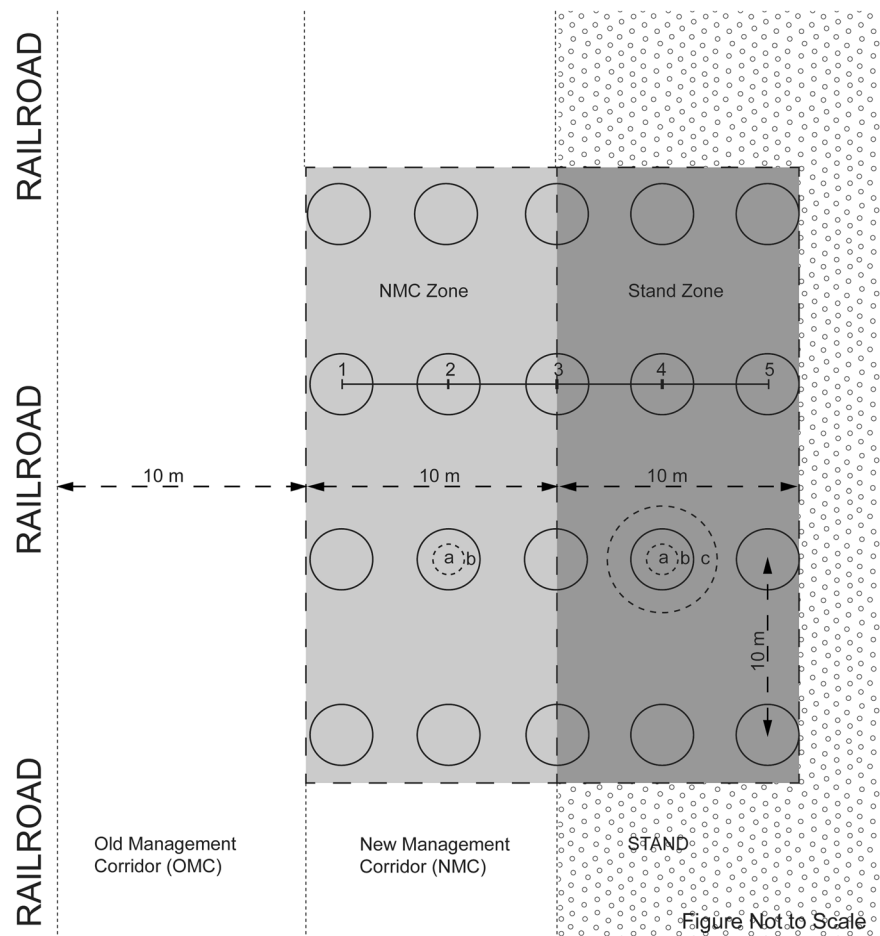 RAILROAD
NMC Zone
Stand Zone
1
2
3
4
5
RAILROAD
10 m
10 m
10 m
a
b
a
b
c
10 m
RAILROAD
Old Management
Corridor (OMC)
New Management
Corridor (NMC)
STAND
Figure Not to Scale